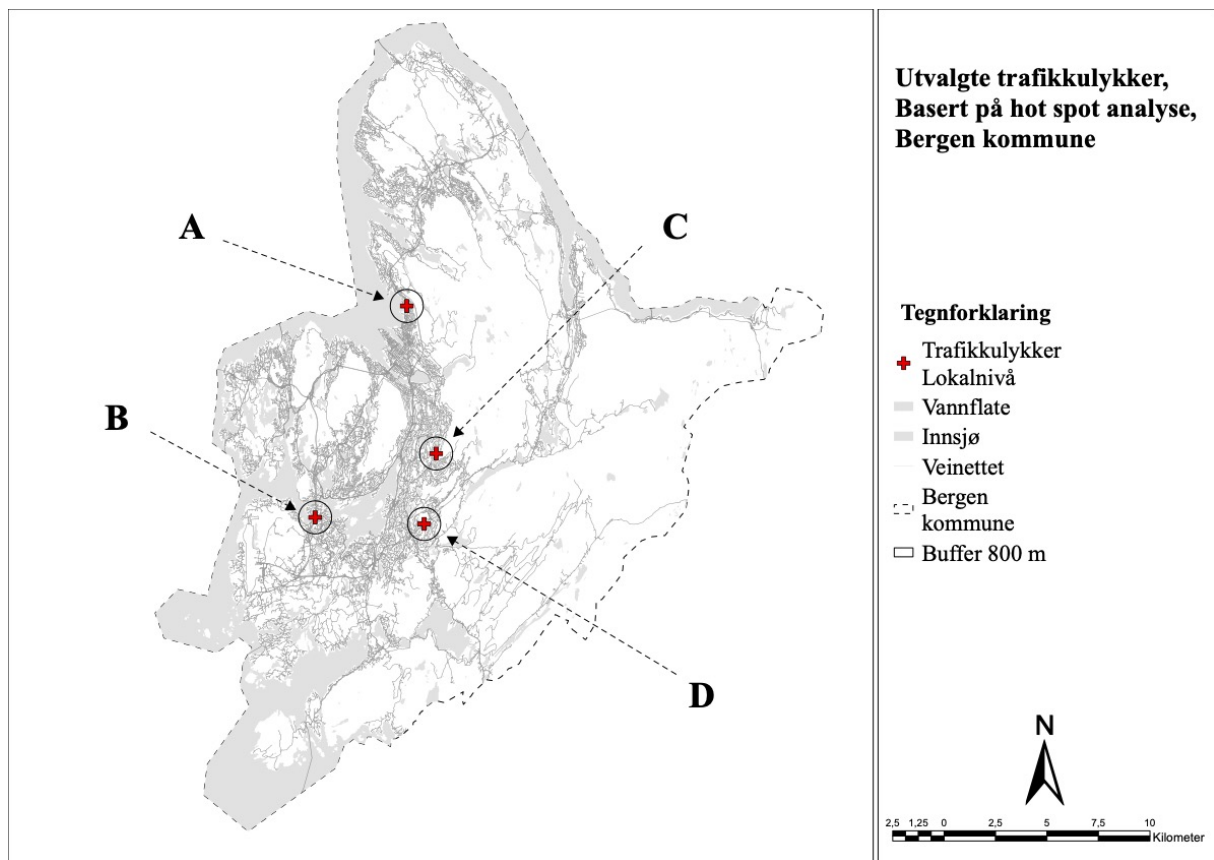 Utvalgte trafikkulykker,
Basert på hot spot analyse,
Bergen kommune
A
C
B
D
Tegnforklaring
Trafikkulykker
Lokalnivå
Vannflate
Innsjø
Veinettet
Bergen
kommune
Buffer 800 m
N
2,5 1,25 0 2,5 5 7,5 10
Kilometer